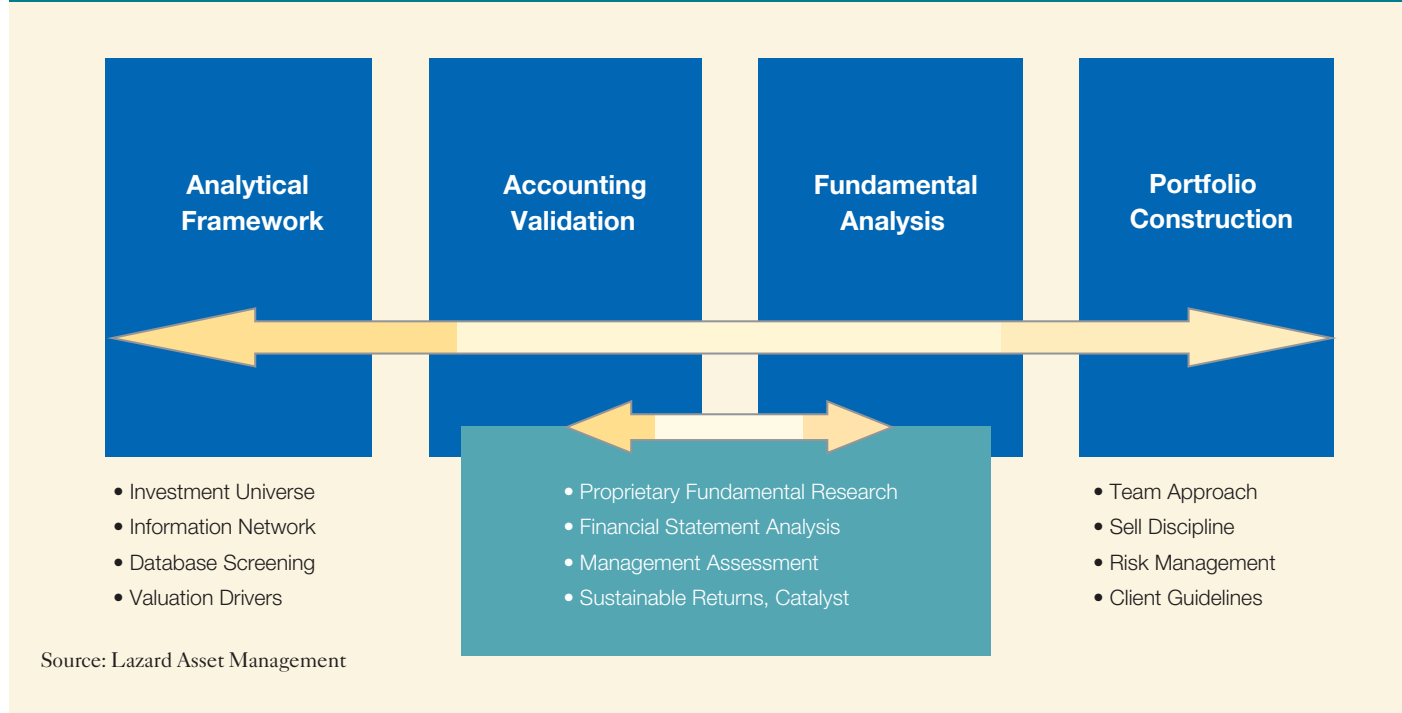 Analytical
Framework
Accounting
Validation
Fundamental
Analysis
Portfolio
Construction
• Investment Universe
• Information Network
• Database Screening
• Valuation Drivers
• Proprietary Fundamental Research
• Financial Statement Analysis
• Management Assessment
• Sustainable Returns, Catalyst
• Team Approach
• Sell Discipline
• Risk Management
• Client Guidelines
Source: Lazard Asset Management